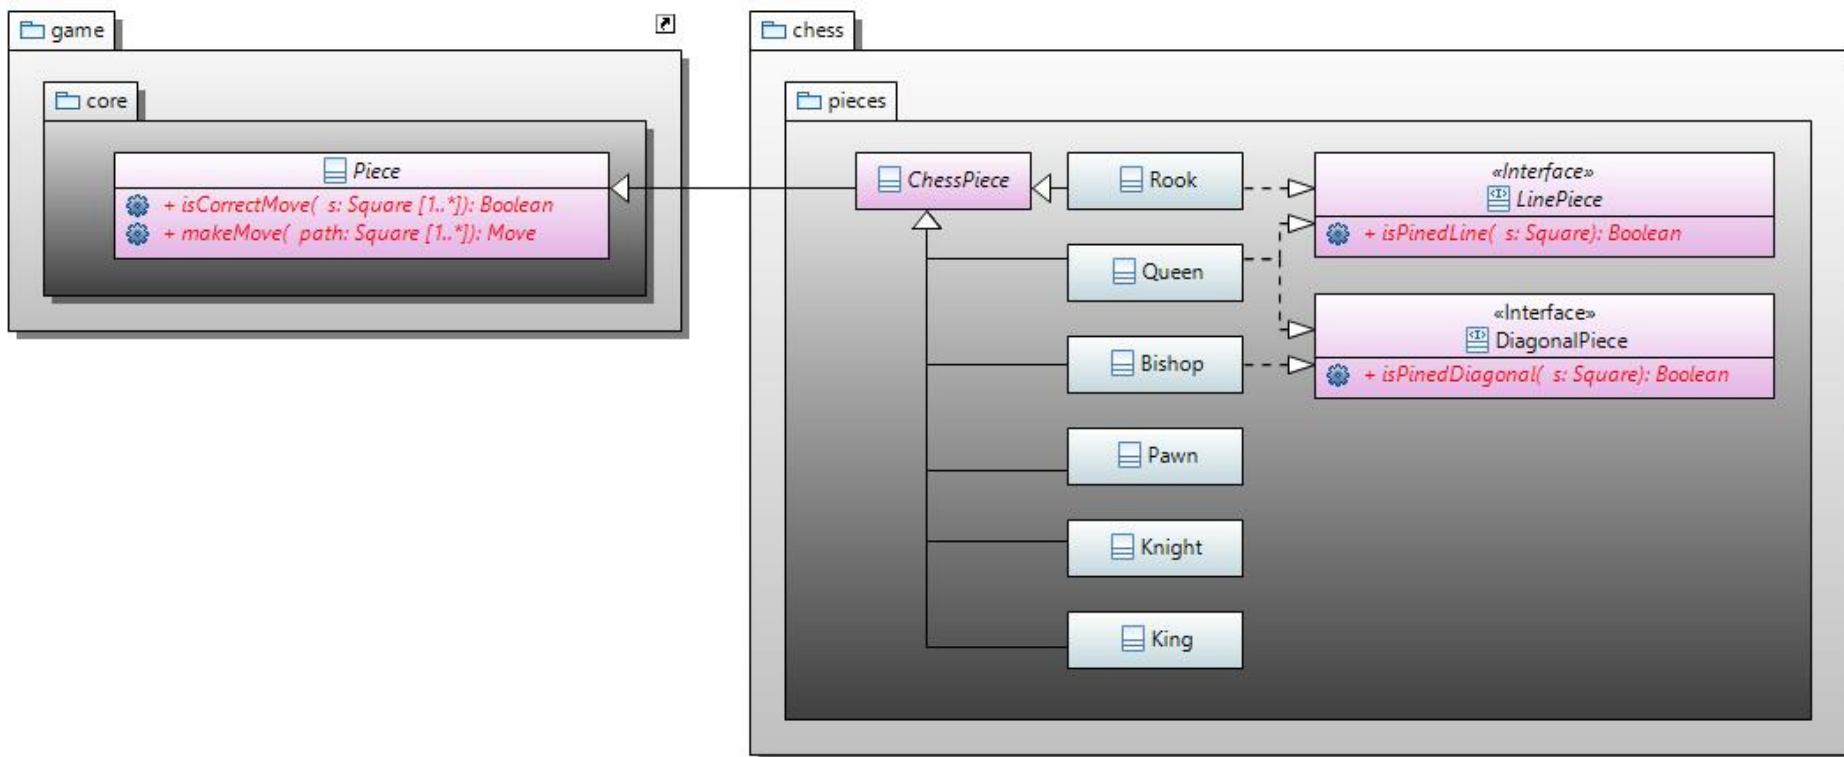 game
core
Piece
+ isCorrectMove( s: Square [1..*]): Boolean
+ makeMove( path: Square [1..*]): Move
chess
pieces
ChessPiece
Rook
Queen
Bishop
Pawn
Knight
King
«Interface»
LinePiece
+ isPinedLine( s: Square): Boolean
«Interface»
DiagonalPiece
+ isPinedDiagonal( s: Square): Boolean